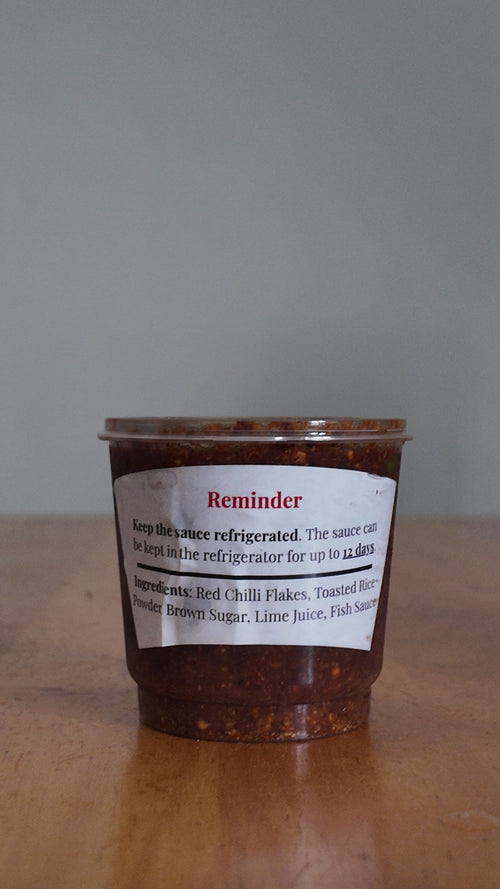 Reminder
Keep the sauce refrigerated. The sauce can
be kept in the refrigerator for up to 12 days.
Ingredients: Red Chilli Flakes, Toasted Rice
Powder Brown Sugar, Lime Juice, Fish Sauce